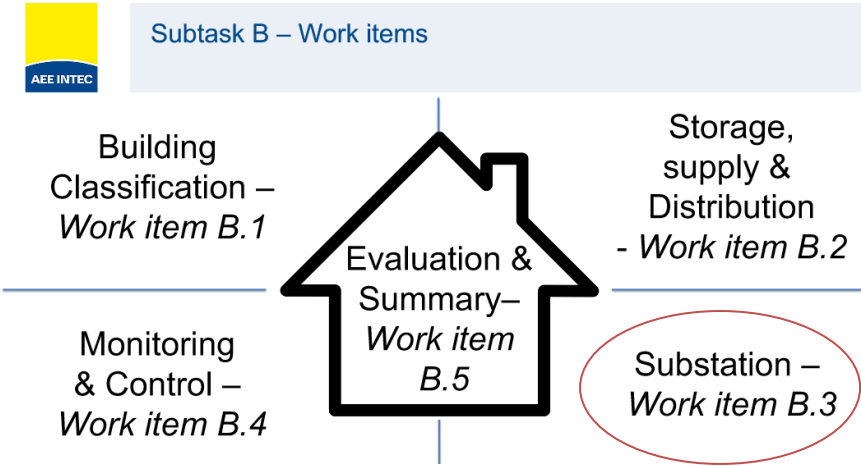 Subtask B – Work items
AEE INTEC
Building
Classification –
Work item B.1
Storage,
supply &
Distribution
- Work item B.2
Evaluation &
Summary–
Work item
B.5
Monitoring
& Control –
Work item B.4
Substation –
Work item B.3